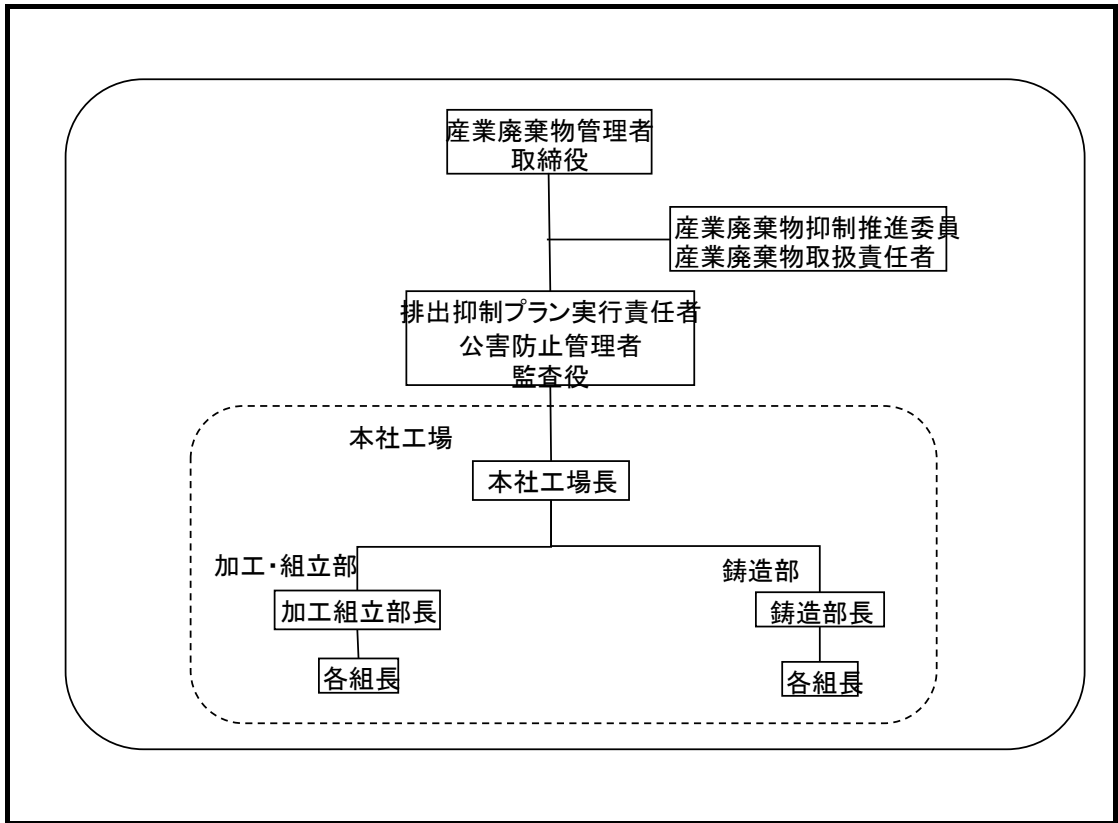 産業廃棄物管理者
取締役
産業廃棄物抑制推進委員
産業廃棄物取扱責任者
排出抑制プラン実行責任者
公害防止管理者
監査役
本社工場
本社工場長
加工・組立部
鋳造部
加工組立部長
鋳造部長
各組長
各組長